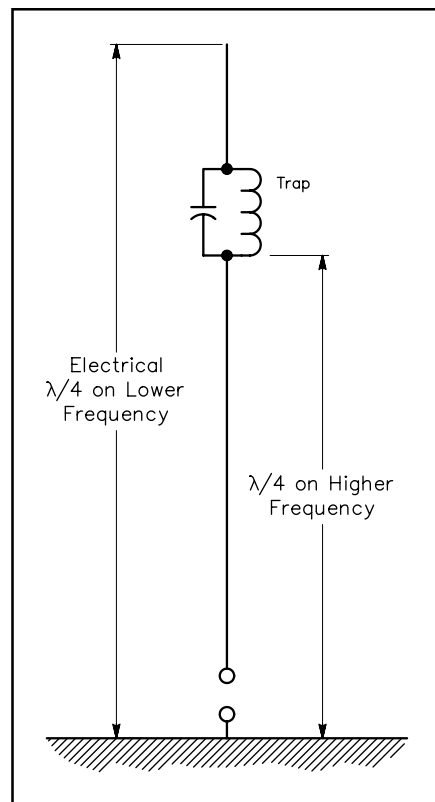 Trap
Electrical
λ/4 on Lower
Frequency
λ/4 on Higher
Frequency